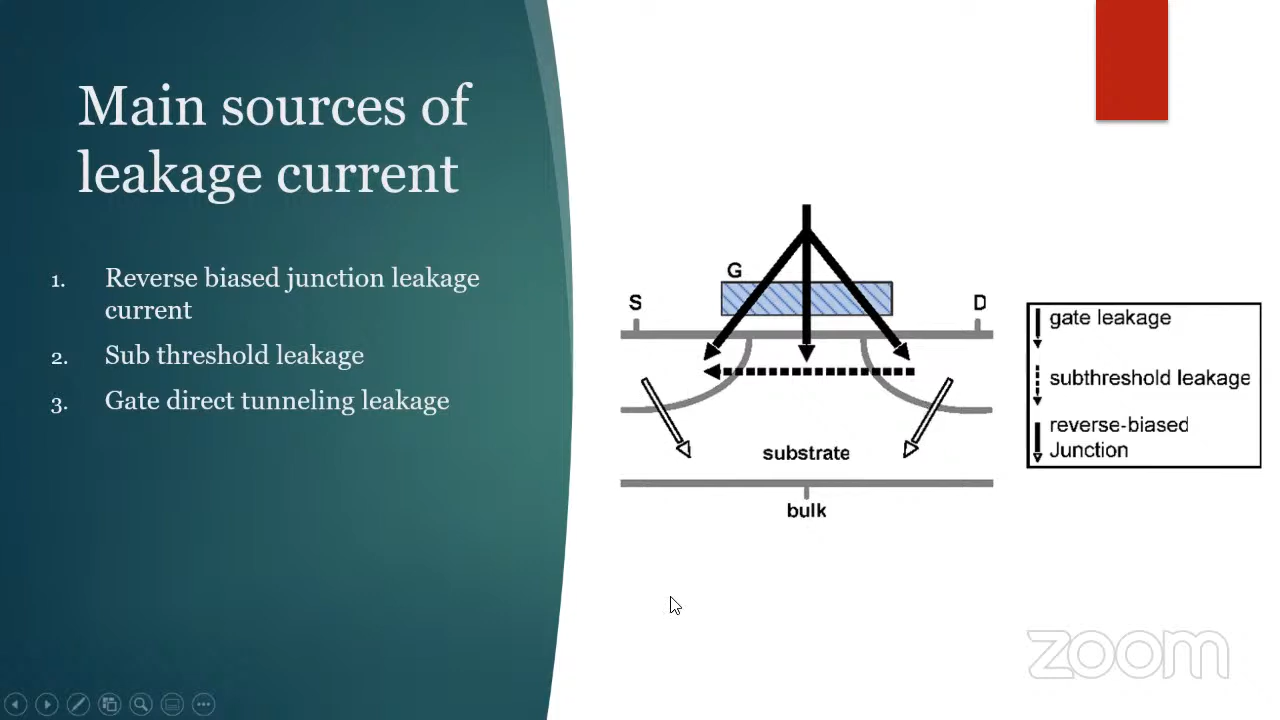 Main sources of
leakage current
1. Reverse biased junction leakage
current
2. Sub threshold leakage
3. Gate direct tunneling leakage
G
S
D
substrate
bulk
gate leakage
subthreshold leakage
reverse-biased
Junction
zoom